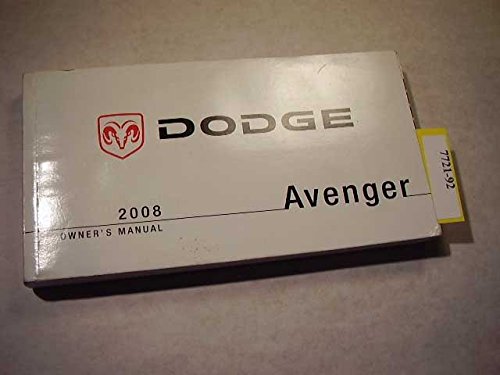 DODGE
Avenger
2008
OWNER'S MANUAL
7721-92